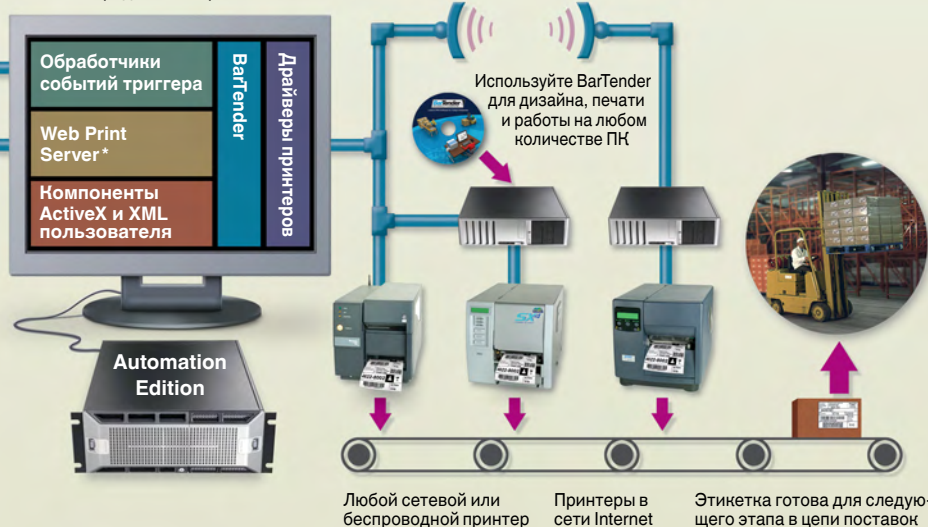 Обработчики
событий триггера
Web Print
Server*
Компоненты
ActiveX и XML
пользователя
BarTender
Драйверы принтеров
Используйте BarTender
для дизайна, печати
и работы на любом
количестве ПК
BarTender
Automation
Edition
Любой сетевой или
беспроводной принтер
Принтеры в
сети Internet
Этикетка готова для следую-
щего этапа в цепи поставок